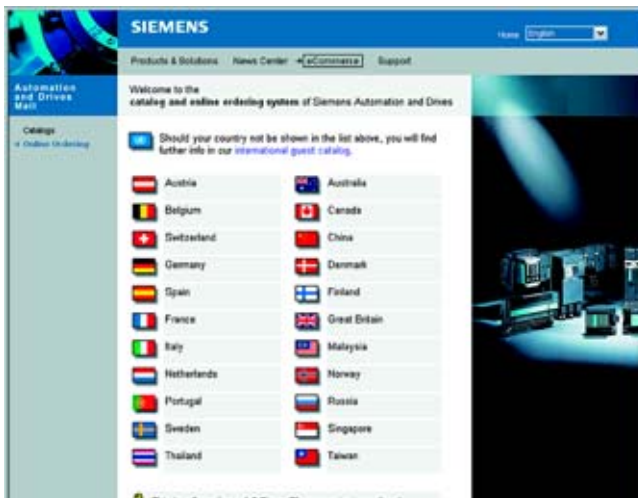 SIEMENS
Home English
Products & Solutions News Center eCommerce Support
Automation
and Drives
Mall
Catalogs
Online Ordering
Welcome to the
catalog and online ordering system of Siemens Automation and Drives
Should your country not be shown in the list above, you will find
further info in our international guest catalog.
Austria Australia
Belgium Canada
Switzerland China
Germany Denmark
Spain Finland
France Great Britain
Italy Malaysia
Netherlands Norway
Portugal Russia
Sweden Singapore
Thailand Taiwan